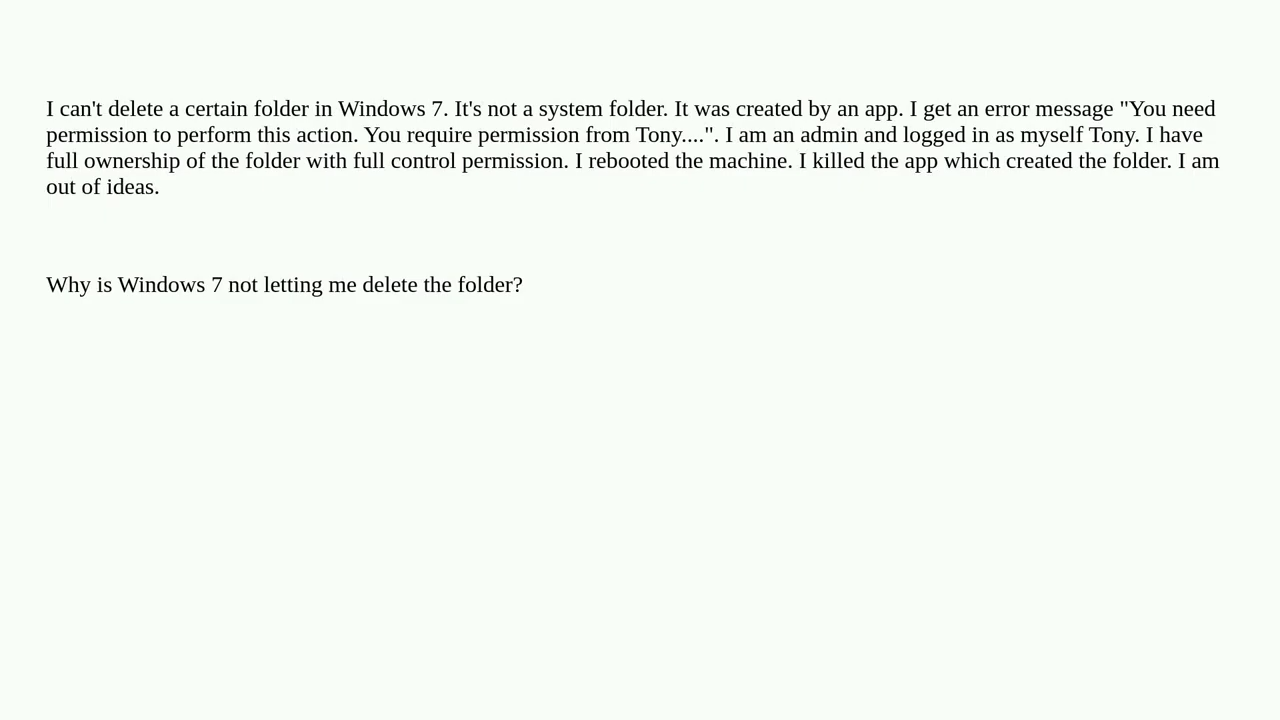 I can't delete a certain folder in Windows 7. It's not a system folder. It was created by an app. I get an error message "You need
permission to perform this action. You require permission from Tony....". I am an admin and logged in as myself Tony. I have
full ownership of the folder with full control permission. I rebooted the machine. I killed the app which created the folder. I am
out of ideas.
Why is Windows 7 not letting me delete the folder?